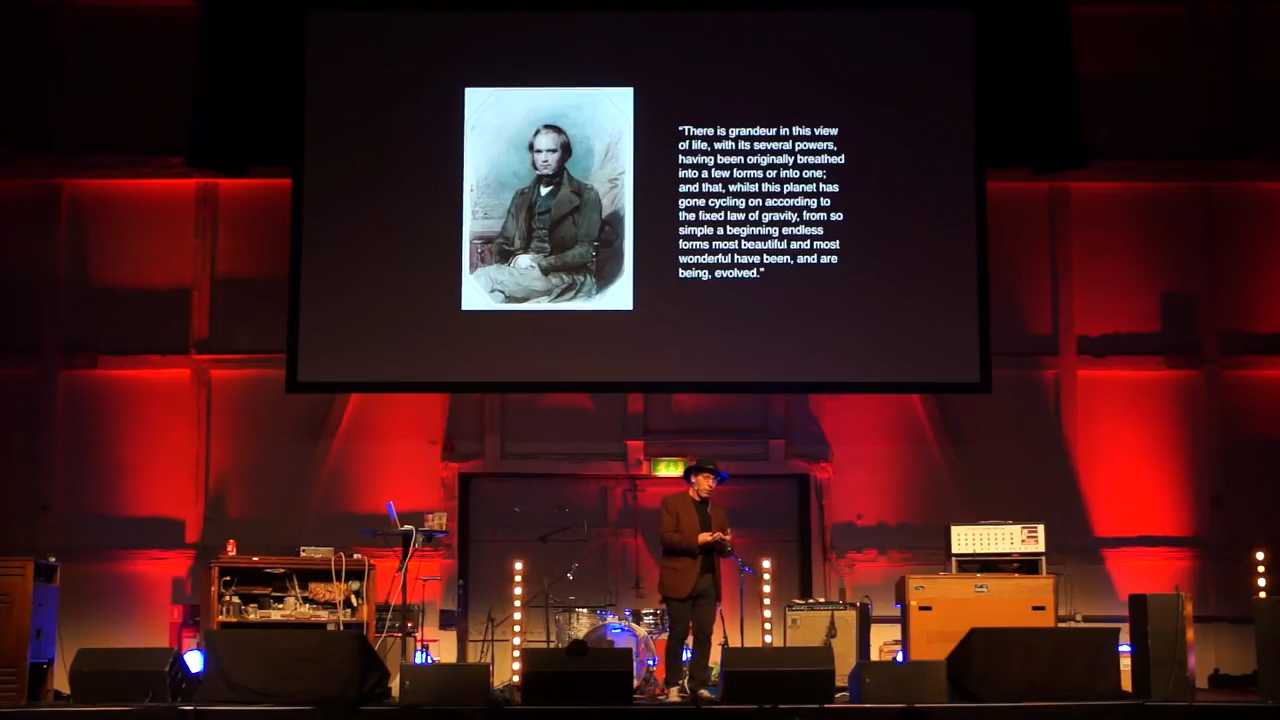 “There is grandeur in this view
of life, with its several powers,
having been originally breathed
into a few forms or into one;
and that, whilst this planet has
gone cycling on according to
the fixed law of gravity, from so
simple a beginning endless
forms most beautiful and most
wonderful have been, and are
being, evolved.”